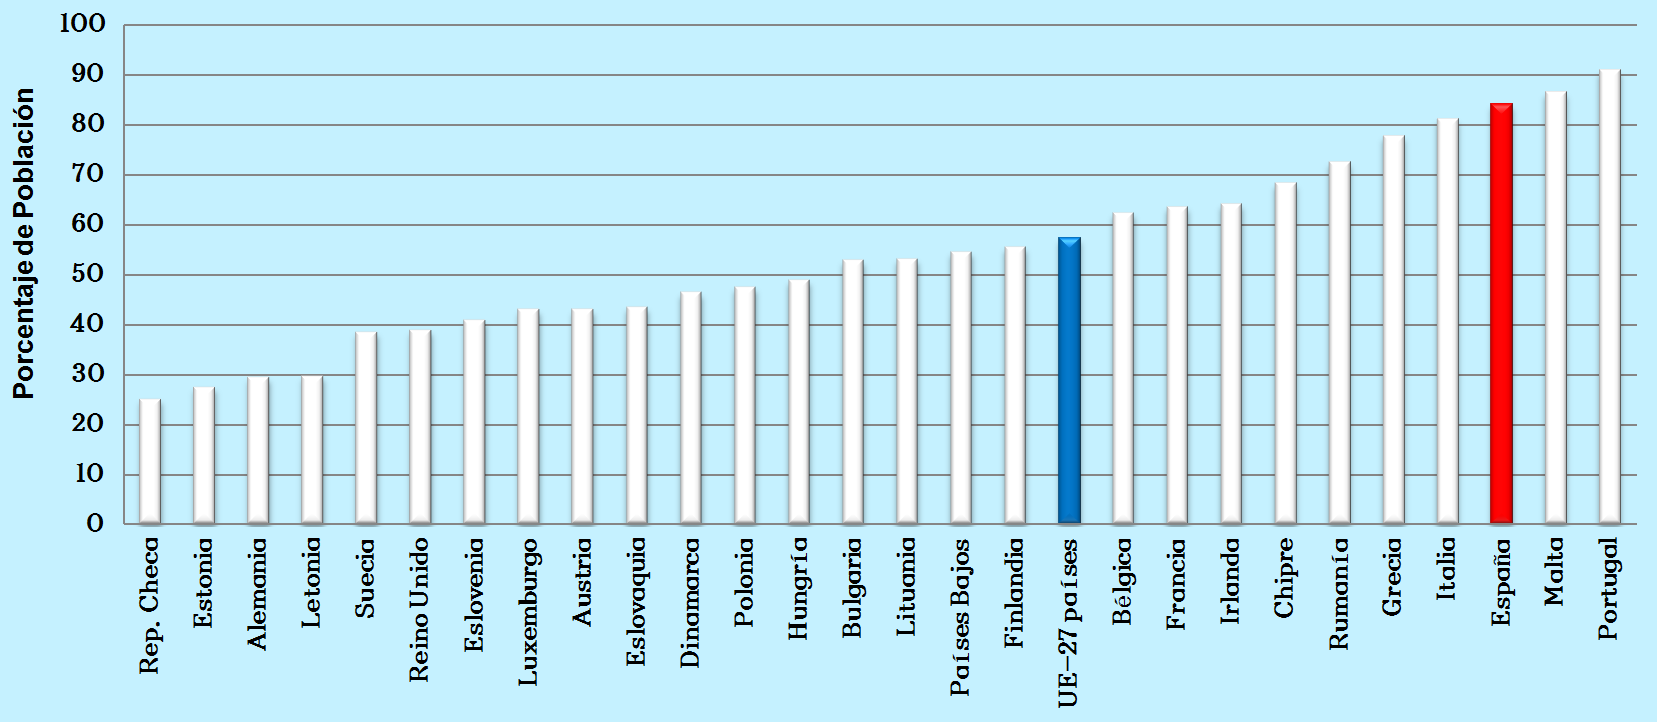 Porcentaje de Población
100
90
80
70
60
50
40
30
20
10
0
Rep. Checa
Estonia
Alemania
Letonia
Suecia
Reino Unido
Eslovenia
Luxemburgo
Austria
Eslovaquia
Dinamarca
Polonia
Hungría
Bulgaria
Lituania
Países Bajos
Finlandia
UE-27 países
Bélgica
Francia
Irlanda
Chipre
Rumanía
Grecia
Italia
España
Malta
Portugal